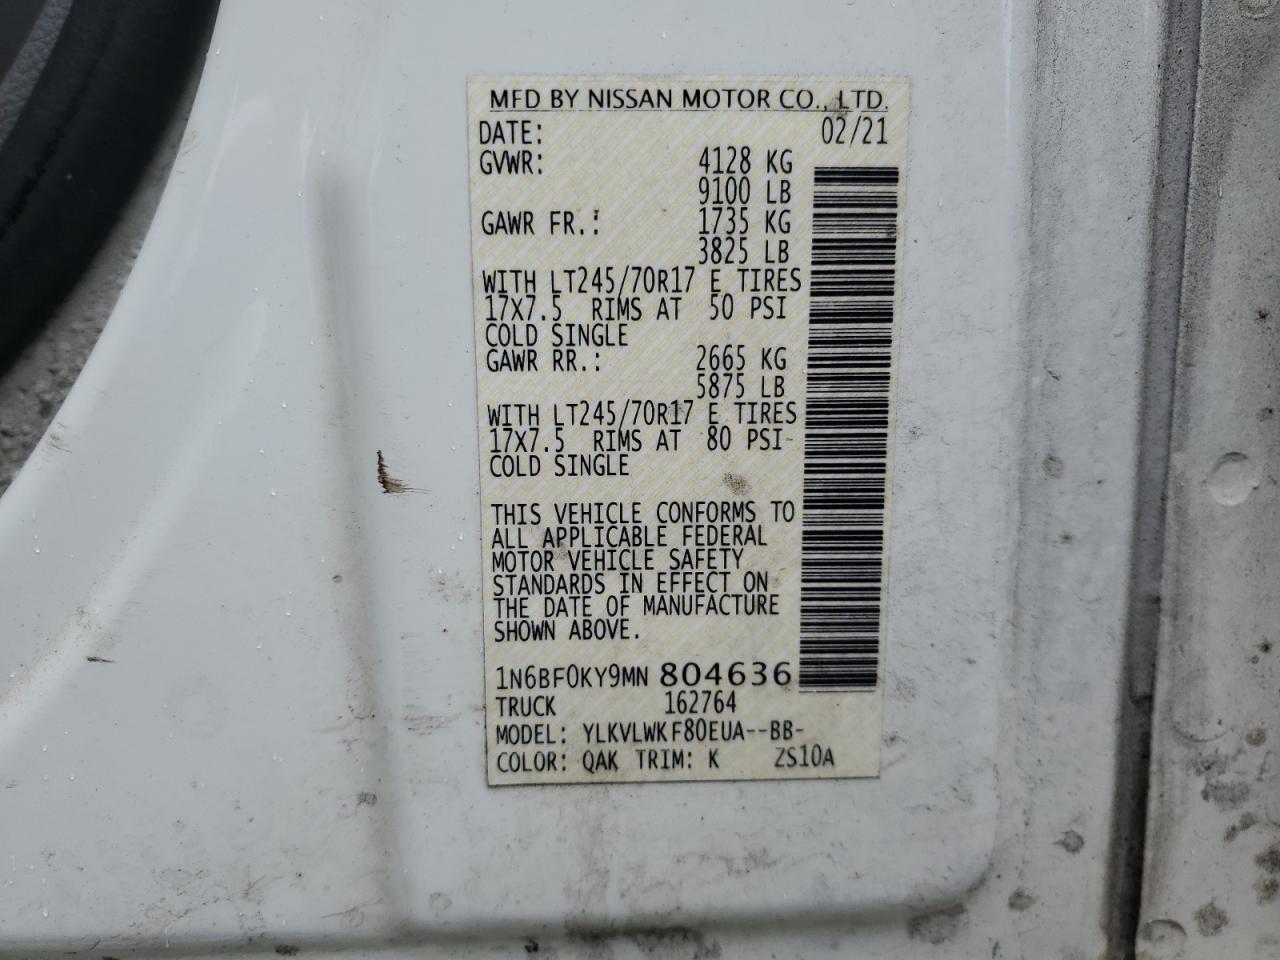 MFD BY NISSAN MOTOR CO., LTD.
DATE: 02/21
GVWR: 4128 KG
9100 LB
GAWR FR.: 1735 KG
3825 LB
WITH LT245/70R17 E TIRES
17X7.5 RIMS AT 50 PSI
COLD SINGLE
GAWR RR.: 2665 KG
5875 LB
WITH LT245/70R17 E TIRES
17X7.5 RIMS AT 80 PSI
COLD SINGLE
THIS VEHICLE CONFORMS TO
ALL APPLICABLE FEDERAL
MOTOR VEHICLE SAFETY
STANDARDS IN EFFECT ON
THE DATE OF MANUFACTURE
SHOWN ABOVE.
1N6BF0KY9MN 804636
TRUCK 162764
MODEL: YLKVLWKF80EUA--BB-
COLOR: QAK TRIM: K ZS10A